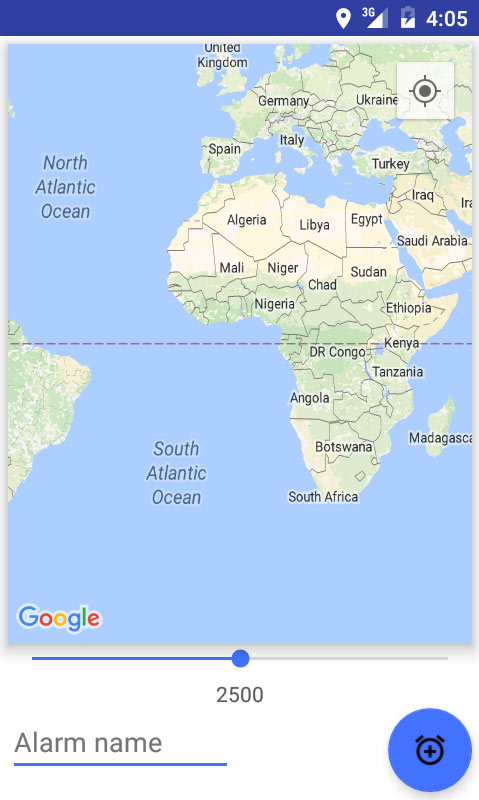 3G 4:05
United
Kingdom
Germany
Ukraine
Spain
Italy
Turkey
North
Atlantic
Ocean
Iraq
Ira
Algeria
Libya
Egypt
Saudi Arabia
Mali
Niger
Chad
Sudan
Nigeria
Ethiopia
DR Congo
Kenya
Tanzania
Angola
Madagasca
Botswana
South
Atlantic
Ocean
South Africa
Google
2500
Alarm name